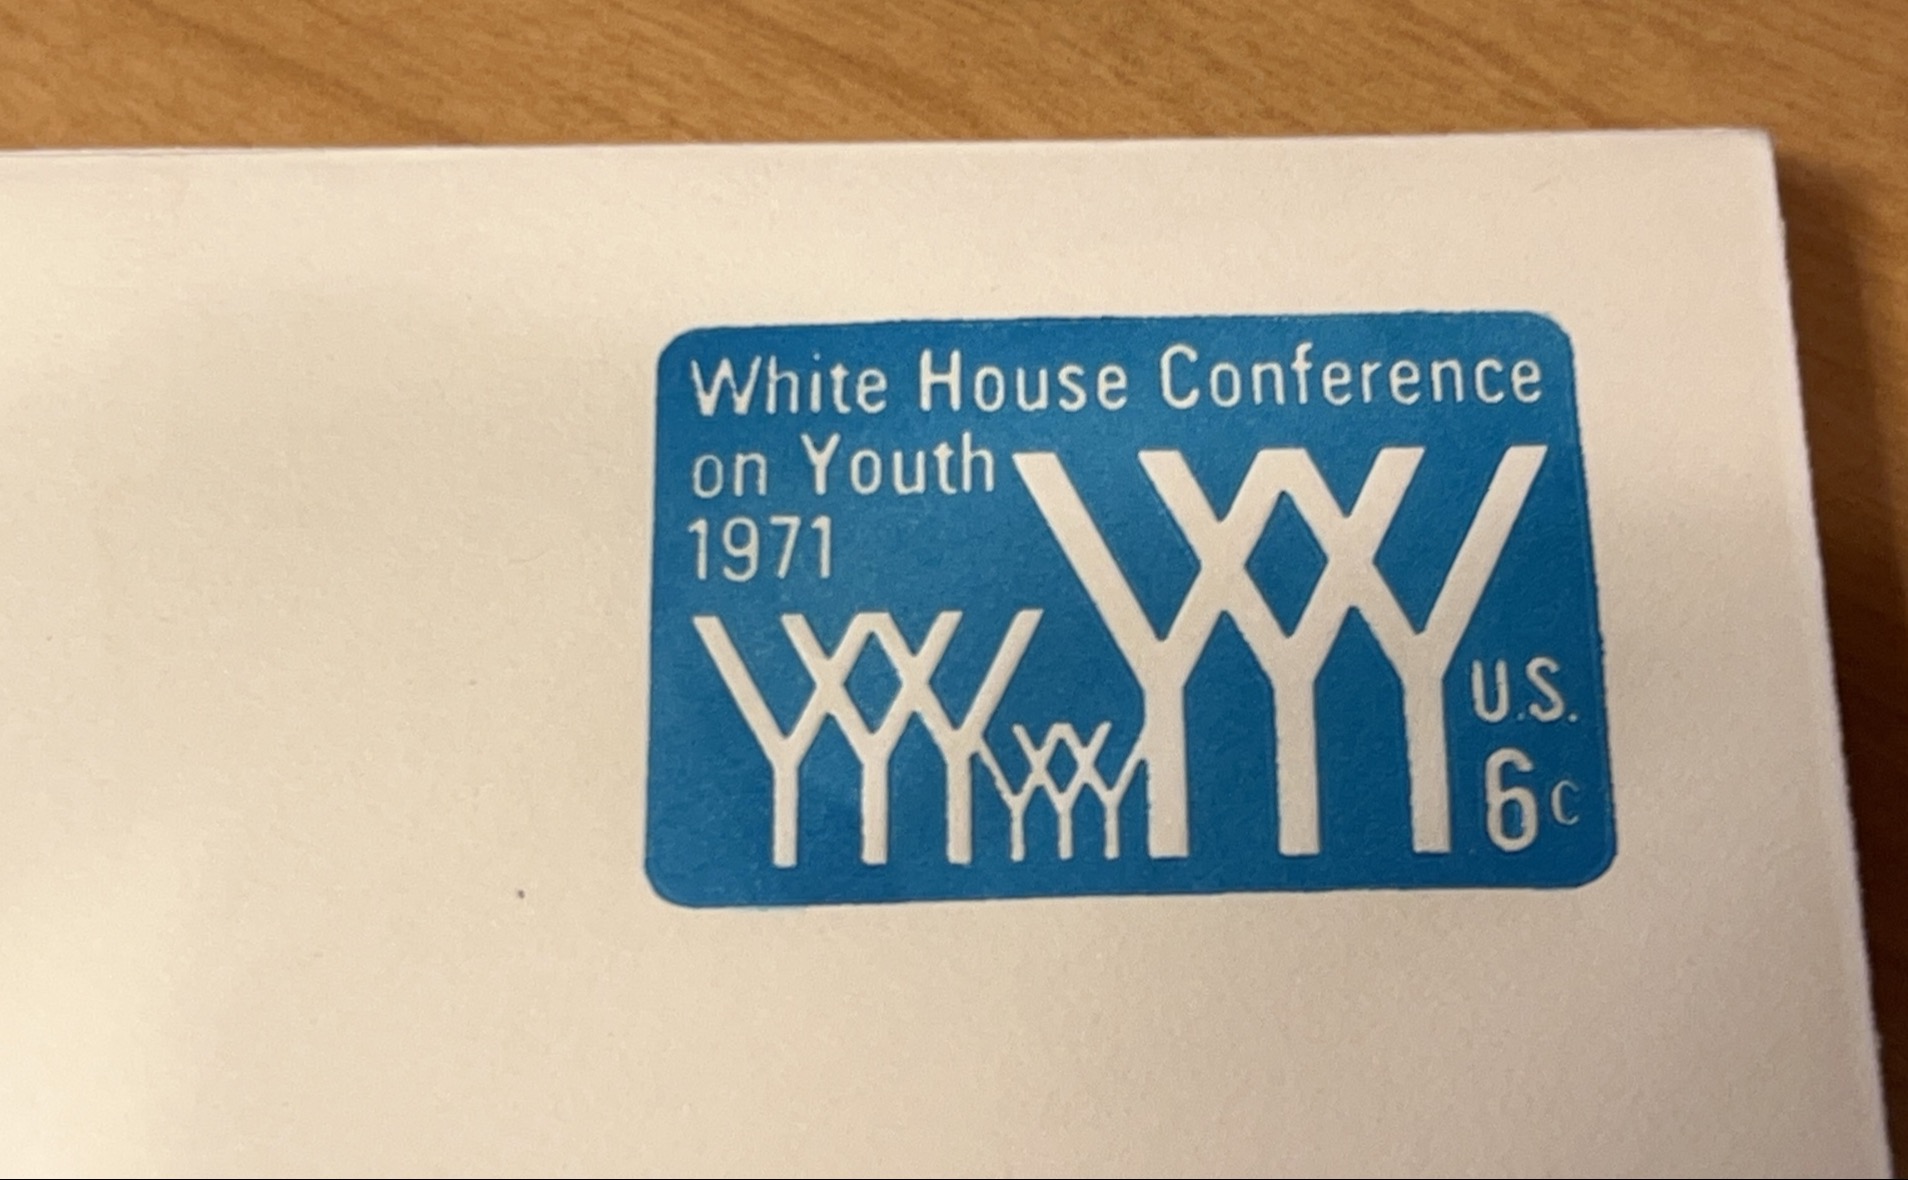 White House Conference
on Youth
1971
U.S.
6c